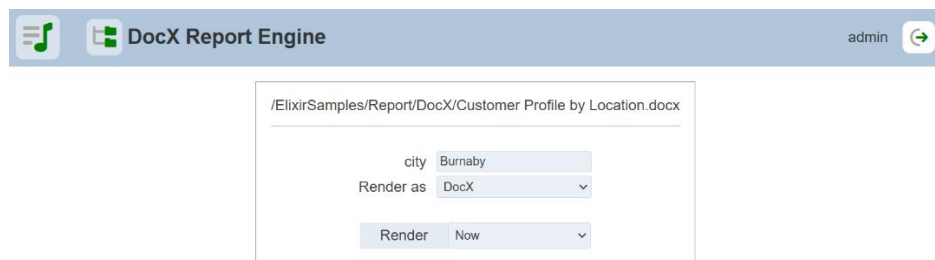 DocX Report Engine admin
/ElixirSamples/Report/DocX/Customer Profile by Location.docx
city Burnaby
Render as DocX
Render Now